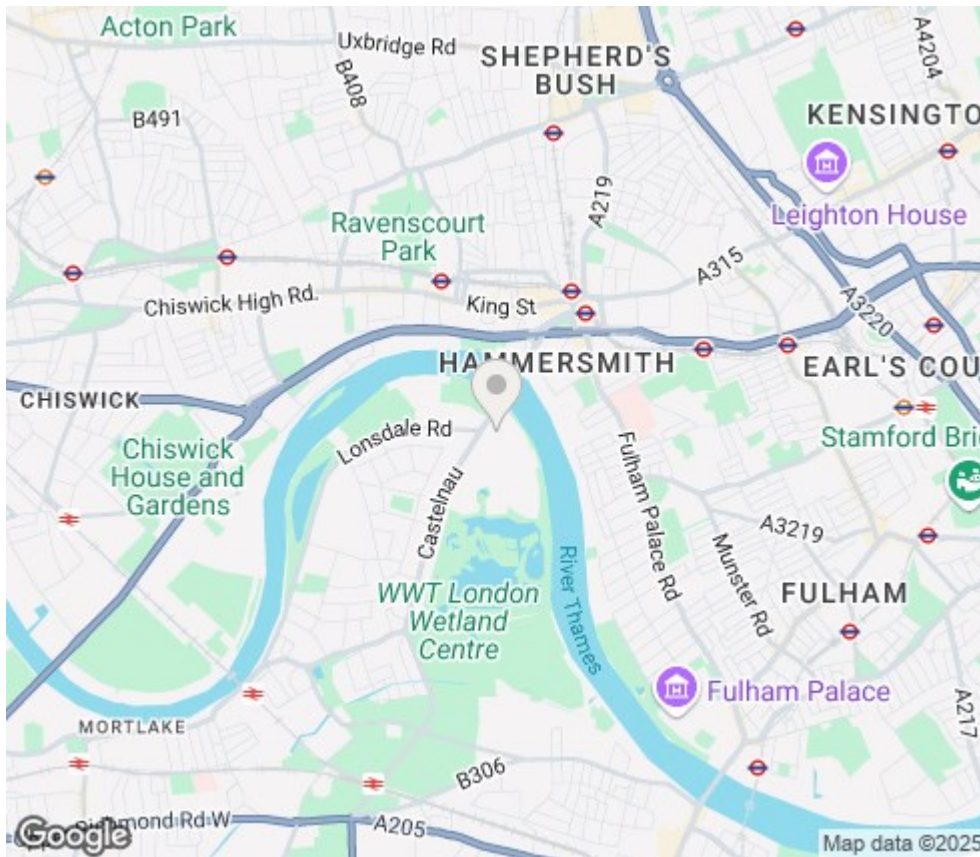 Acton Park
Uxbridge Rd
SHEPHERD'S
BUSH
A4204
B408
B491
KENSINGTO
A219
Leighton House
Ravenscourt
Park
A315
Chiswick High Rd.
King St
A3220
HAMMERSMITH
EARL'S COU
CHISWICK
Lonsdale Rd
Stamford Bri
Chiswick
House and
Gardens
Castelnau
Fulham Palace Rd
A3219
Munster Rd
River Thames
FULHAM
WWT London
Wetland
Centre
Fulham Palace
MORTLAKE
A217
B306
Richmond Rd W
A205
Google
Map data ©2025